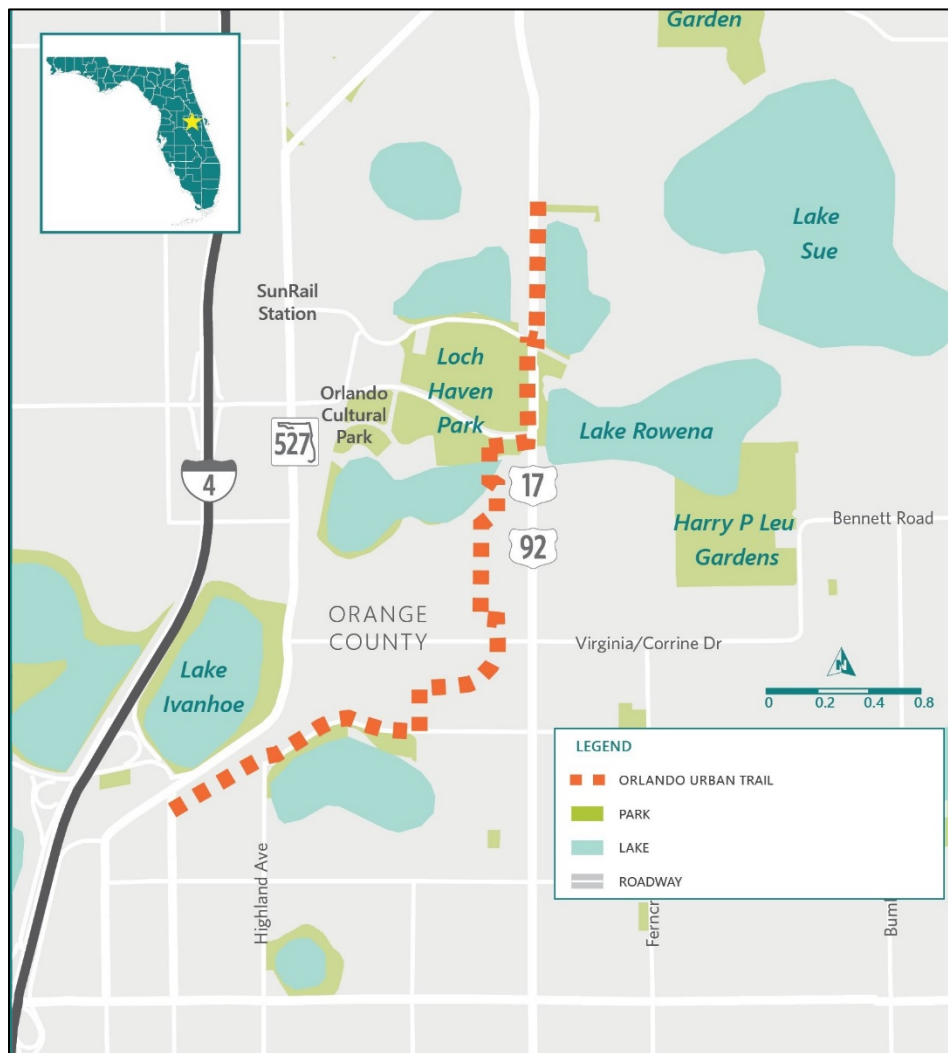 Garden
Lake
Sue
SunRail
Station
Loch
Haven
Park
Orlando
Cultural
Park
527
Lake Rowena
4
17
Harry P Leu
Gardens
Bennett Road
92
ORANGE
COUNTY
Virginia/Corrine Dr
Lake
Ivanhoe
N
0 0.2 0.4 0.8
LEGEND
ORLANDO URBAN TRAIL
PARK
LAKE
ROADWAY
Highland Ave